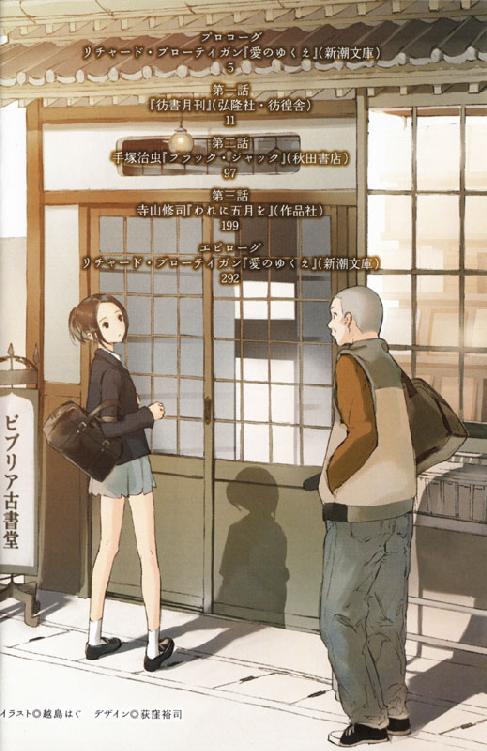 プロローグ
リチャード・ブローティガン『愛のゆくえ』(新潮文庫)
5
第一話
『彷書月刊』(弘隆社・彷徨舎)
11
第二話
手塚治虫『ブラック・ジャック』(秋田書店)
97
第三話
寺山修司『われに五月を』(作品社)
199
エピローグ
リチャード・ブローティガン『愛のゆくえ』(新潮文庫)
292
ビブリア古書堂
イラスト◎越島はぐ デザイン◎荻窪裕司